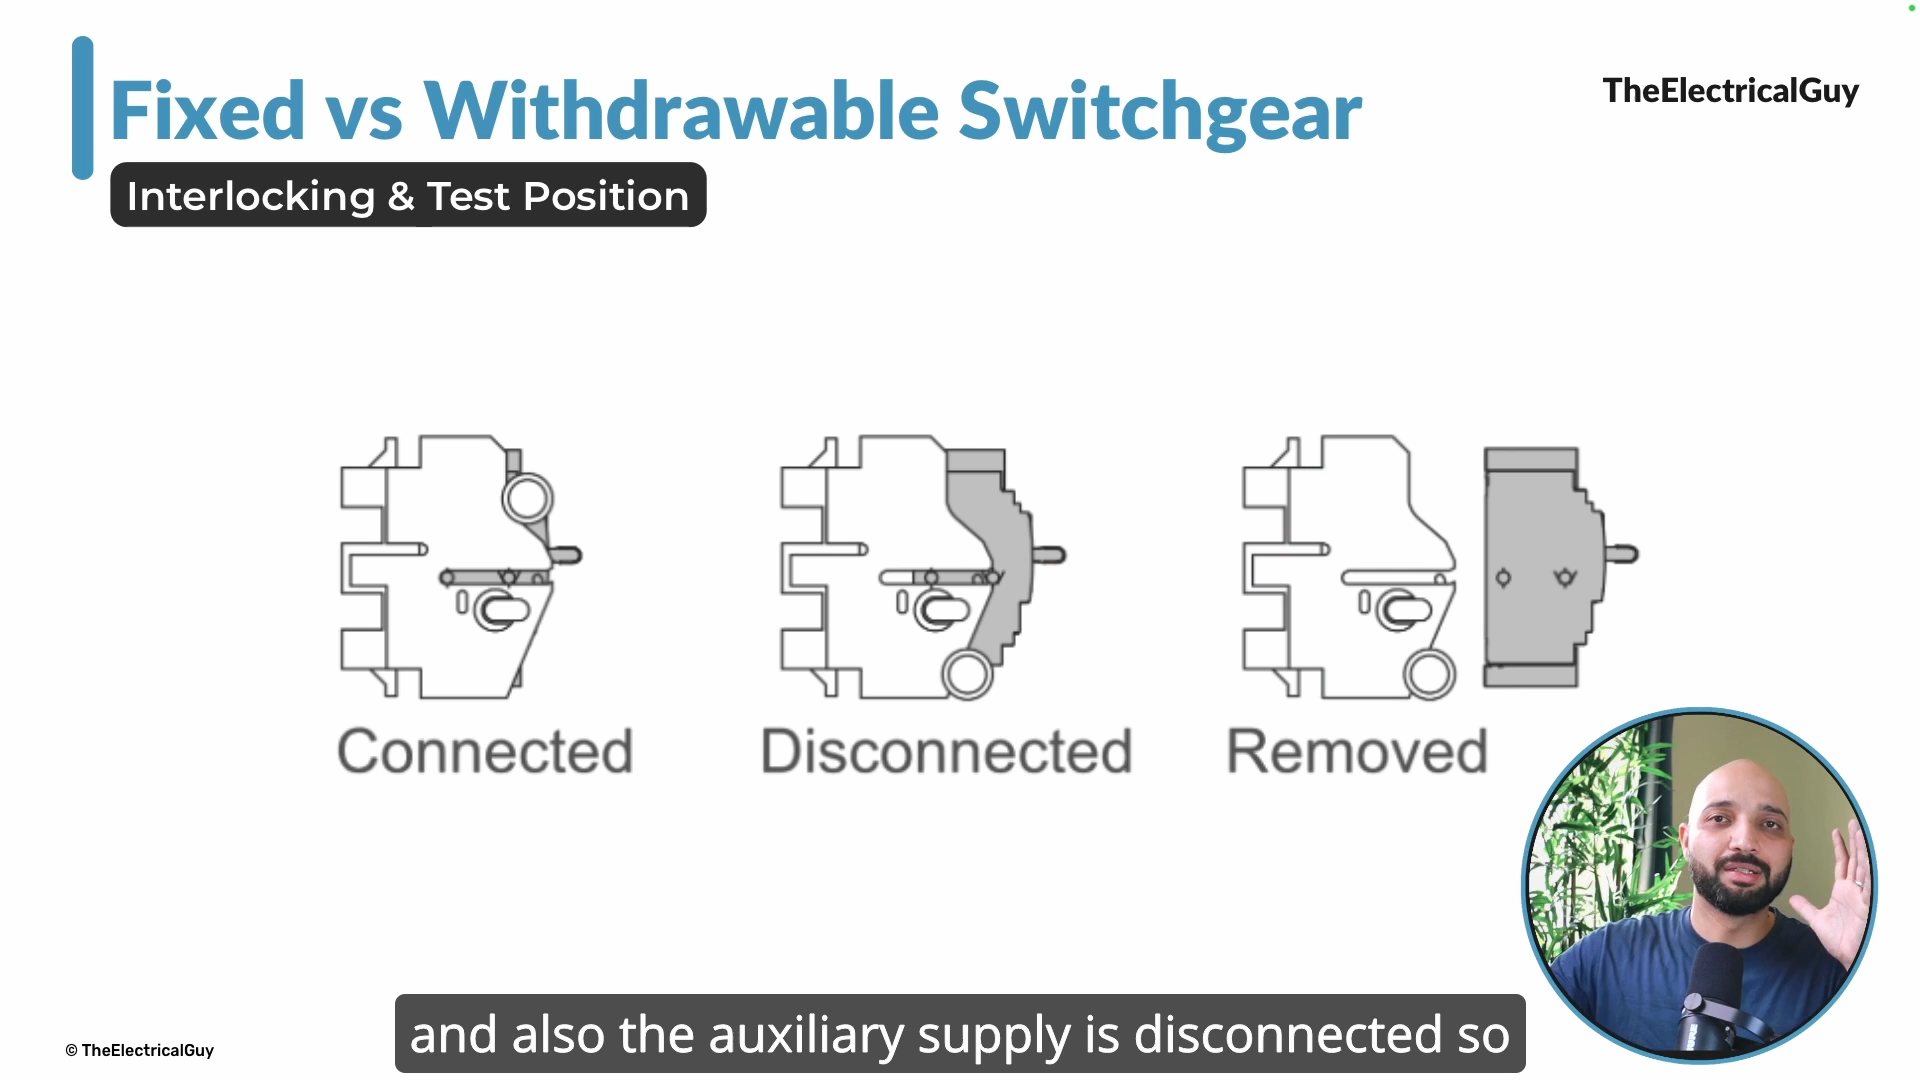 Fixed vs Withdrawable Switchgear
TheElectricalGuy
Interlocking & Test Position
Connected
Disconnected
Removed
and also the auxiliary supply is disconnected so
© TheElectricalGuy